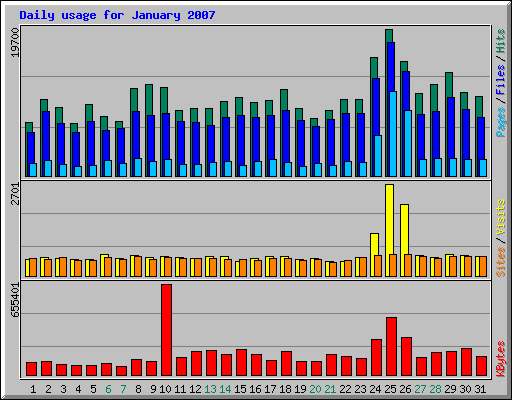 Daily usage for January 2007
19700
Pages / Files / Hits
2701
Sites / Visits
655401
KBytes
1 2 3 4 5 6 7 8 9 10 11 12 13 14 15 16 17 18 19 20 21 22 23 24 25 26 27 28 29 30 31